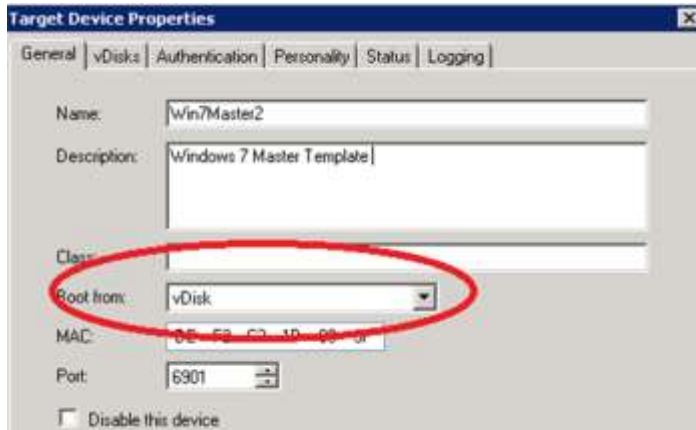 Target Device Properties
General vDisks Authentication Personality Status Logging
Name: Win7Master2
Description: Windows 7 Master Template
Class:
Boot from: vDisk
MAC:
Port: 6901
Disable this device